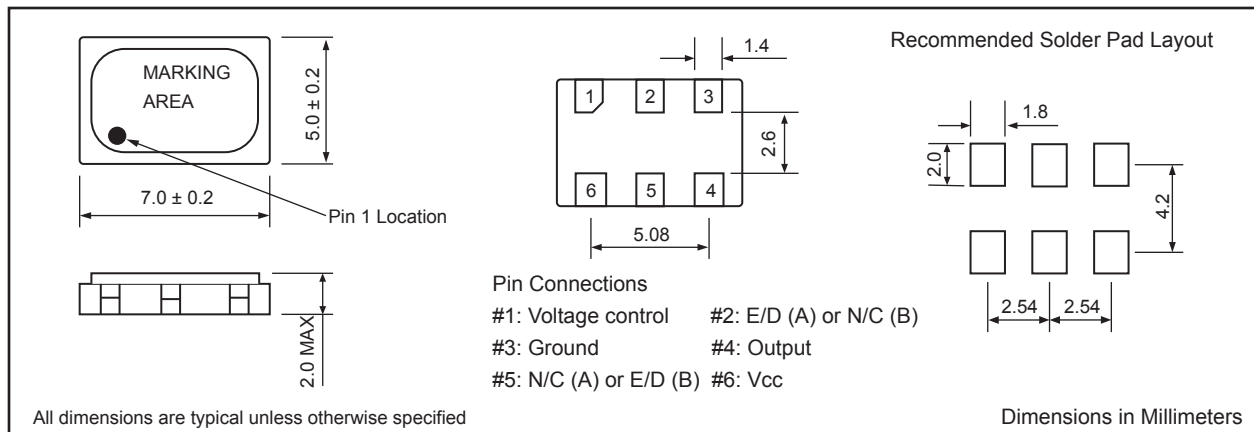 MARKING
AREA
5.0 ± 0.2
7.0 ± 0.2
Pin 1 Location
2.0 MAX
All dimensions are typical unless otherwise specified
1.4
1 2 3
2.6
6 5 4
5.08
Pin Connections
#1: Voltage control #2: E/D (A) or N/C (B)
#3: Ground #4: Output
#5: N/C (A) or E/D (B) #6: Vcc
Recommended Solder Pad Layout
1.8
2.0
4.2
2.54 2.54
Dimensions in Millimeters